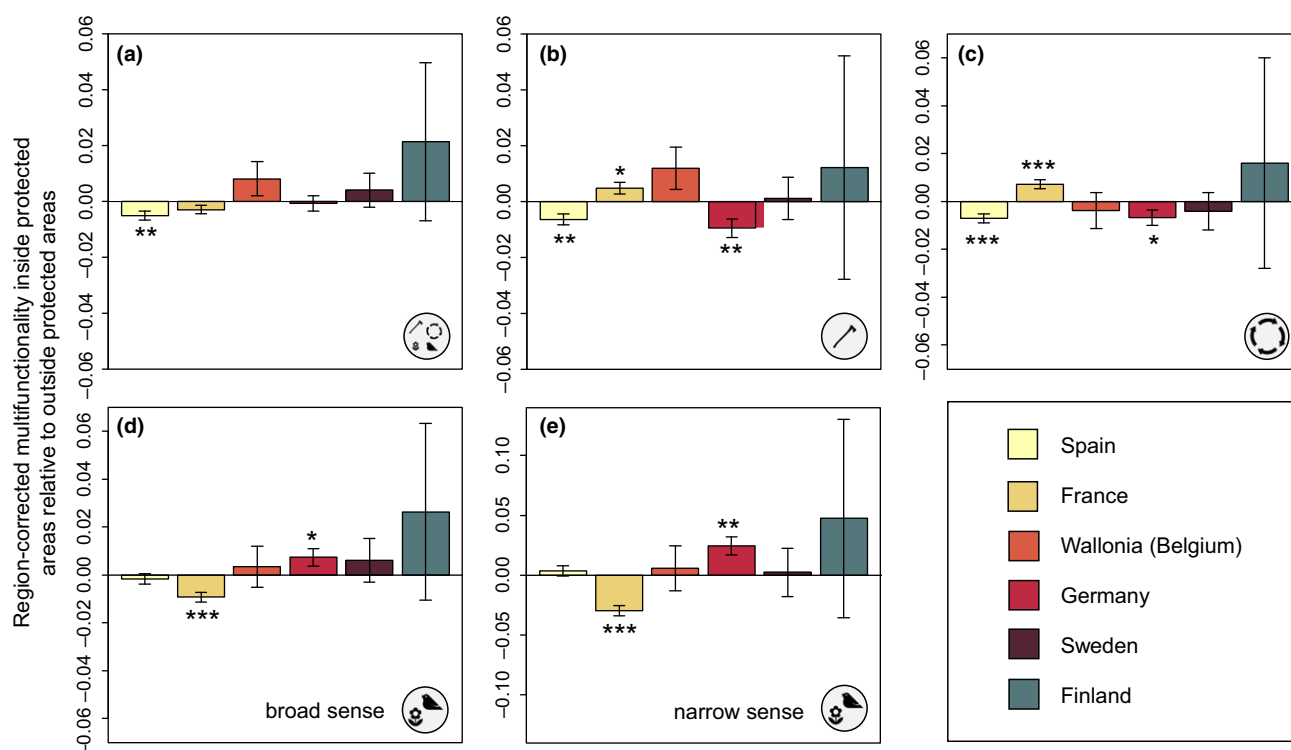 Region-corrected multifunctionality inside protected
areas relative to outside protected areas
(a)
0.06
0.04
0.02
0.00
−0.02
−0.04
−0.06
**
(b)
0.06
0.04
0.02
0.00
−0.02
−0.04
−0.06
**
*
**
(c)
0.06
0.04
0.02
0.00
−0.02
−0.04
−0.06
***
***
*
(d)
0.06
0.04
0.02
0.00
−0.02
−0.04
−0.06
***
*
broad sense
(e)
0.10
0.05
0.00
−0.05
−0.10
***
**
narrow sense
Spain
France
Wallonia (Belgium)
Germany
Sweden
Finland